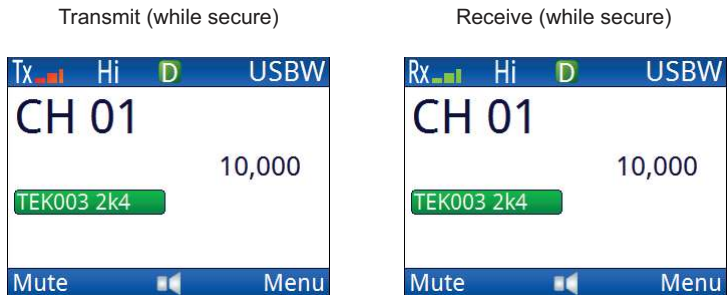 Transmit (while secure)
Tx Hi D USBW
CH 01
10,000
TEK003 2k4
Mute Menu
Receive (while secure)
Rx Hi D USBW
CH 01
10,000
TEK003 2k4
Mute Menu